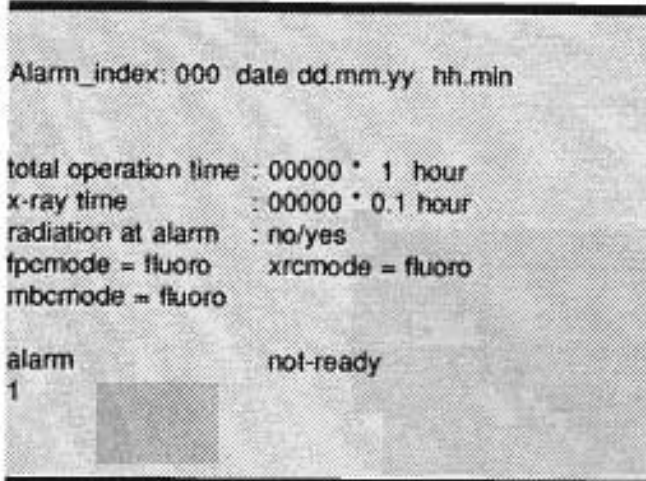 Alarm_index: 000 date dd.mm.yy hh.min
total operation time : 00000 * 1 hour
x-ray time : 00000 * 0.1 hour
radiation at alarm : no/yes
fpcmode = fluoro xrcmode = fluoro
mbcmode = fluoro
alarm not-ready
1